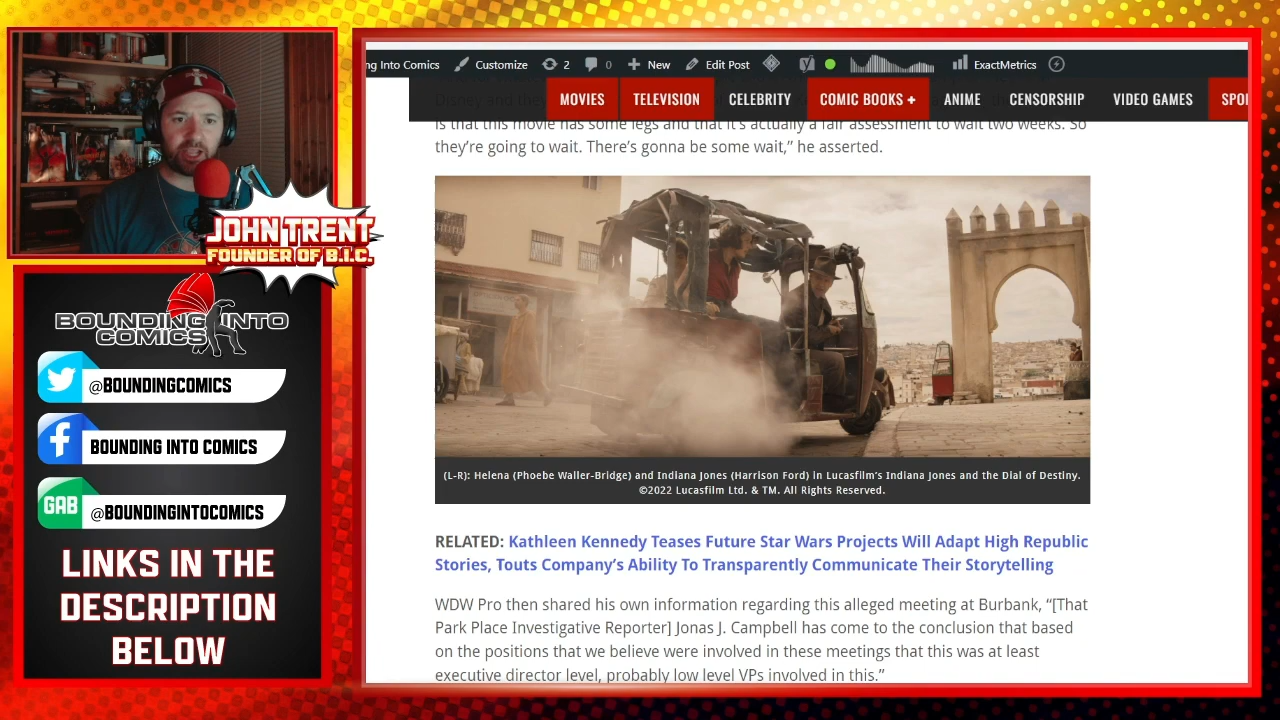 JOHN TRENT
FOUNDER OF B.I.C.
BOUNDING INTO
COMICS
@BOUNDINGCOMICS
BOUNDING INTO COMICS
GAB
@BOUNDINGINTOCOMICS
LINKS IN THE
DESCRIPTION
BELOW
ng Into Comics Customize 2 0 New Edit Post ExactMetrics
MOVIES TELEVISION CELEBRITY COMIC BOOKS + ANIME CENSORSHIP VIDEO GAMES SPO
Disney and they
is that this movie has some legs and that it's actually a fair assessment to wait two weeks. So
they're going to wait. There's gonna be some wait,” he asserted.
(L-R): Helena (Phoebe Waller-Bridge) and Indiana Jones (Harrison Ford) in Lucasfilm's Indiana Jones and the Dial of Destiny.
©2022 Lucasfilm Ltd. & TM. All Rights Reserved.
RELATED: Kathleen Kennedy Teases Future Star Wars Projects Will Adapt High Republic
Stories, Touts Company's Ability To Transparently Communicate Their Storytelling
WDW Pro then shared his own information regarding this alleged meeting at Burbank, “[That
Park Place Investigative Reporter] Jonas J. Campbell has come to the conclusion that based
on the positions that we believe were involved in these meetings that this was at least
executive director level, probably low level VPs involved in this.”